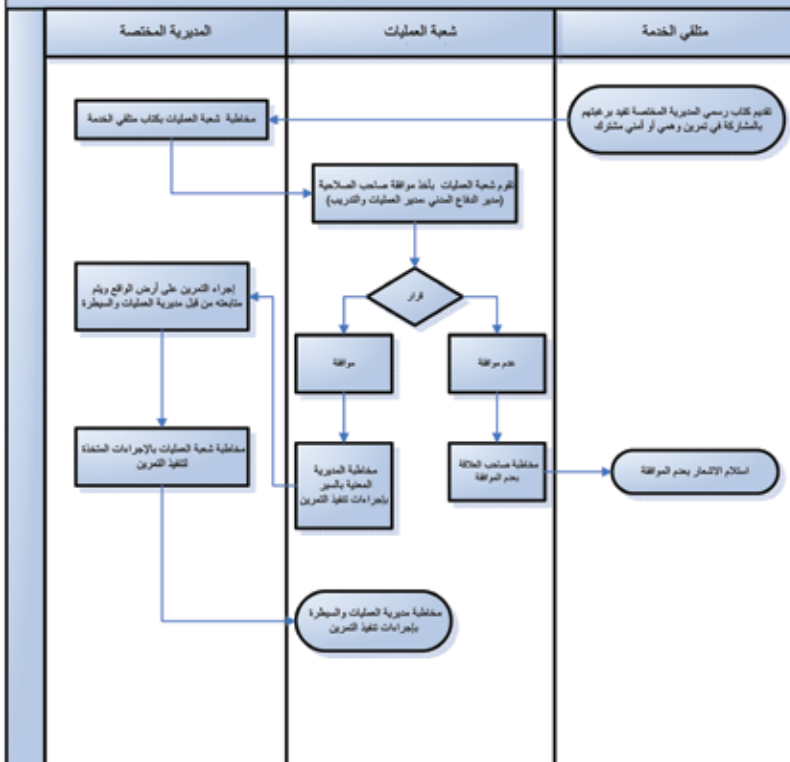 متلقي الخدمة
شعبة العمليات
المديرية المختصة
تقديم كتاب رسمي المديرية المختصة تفيد برغبتهم
بالمشاركة في تمرين وهمي أو أمني مشترك
مخاطبة شعبة العمليات بكتاب متلقي الخدمة
تقوم شعبة العمليات بأخذ موافقة صاحب الصلاحية
(مدير الدفاع المدني ،مدير العمليات والتدريب)
قرار
عدم موافقة
موافقة
مخاطبة صاحب العلاقة
بعدم الموافقة
استلام الاشعار بعدم الموافقة
مخاطبة المديرية
المعنية بالسير
بإجراءات تنفيذ التمرين
إجراء التمرين على أرض الواقع ويتم
متابعته من قبل مديرية العمليات والسيطرة
مخاطبة شعبة العمليات بالإجراءات المتخذة
لتنفيذ التمرين
مخاطبة مديرية العمليات والسيطرة
بإجراءات تنفيذ التمرين